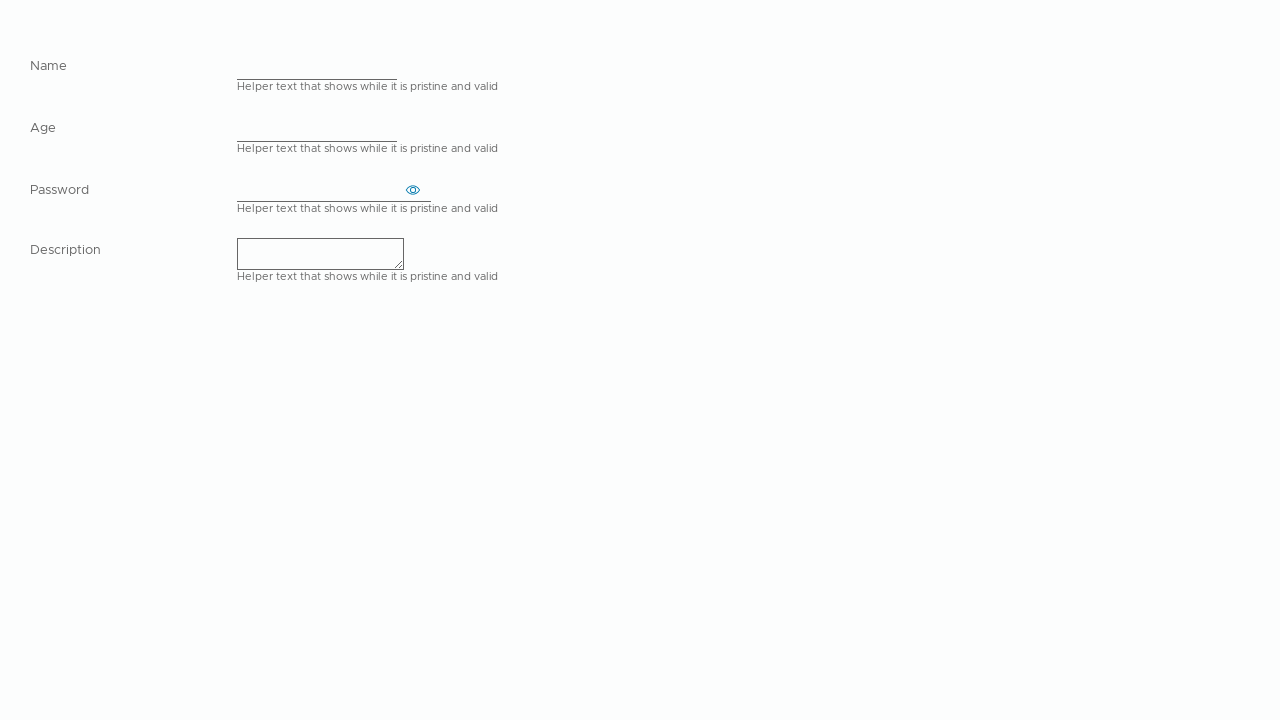 Name
Helper text that shows while it is pristine and valid
Age
Helper text that shows while it is pristine and valid
Password
Helper text that shows while it is pristine and valid
Description
Helper text that shows while it is pristine and valid